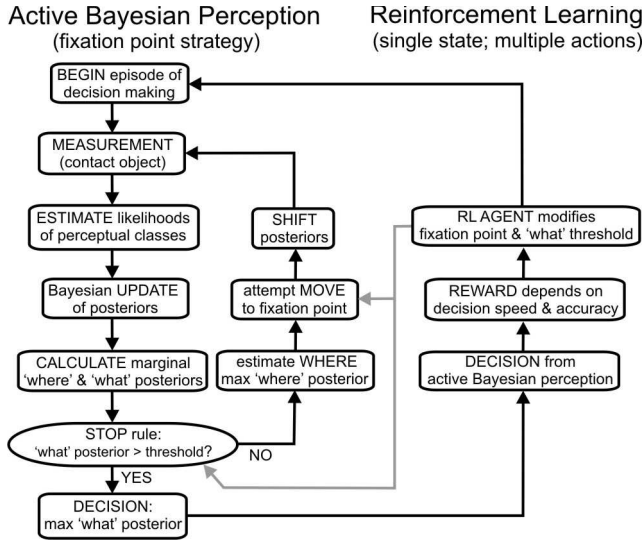 Active Bayesian Perception
(fixation point strategy)
Reinforcement Learning
(single state; multiple actions)
BEGIN episode of
decision making
MEASUREMENT
(contact object)
ESTIMATE likelihoods
of perceptual classes
Bayesian UPDATE
of posteriors
CALCULATE marginal
'where' & 'what' posteriors
STOP rule:
'what' posterior > threshold?
NO
YES
DECISION:
max 'what' posterior
SHIFT
posteriors
attempt MOVE
to fixation point
estimate WHERE
max 'where' posterior
RL AGENT modifies
fixation point & 'what' threshold
REWARD depends on
decision speed & accuracy
DECISION from
active Bayesian perception